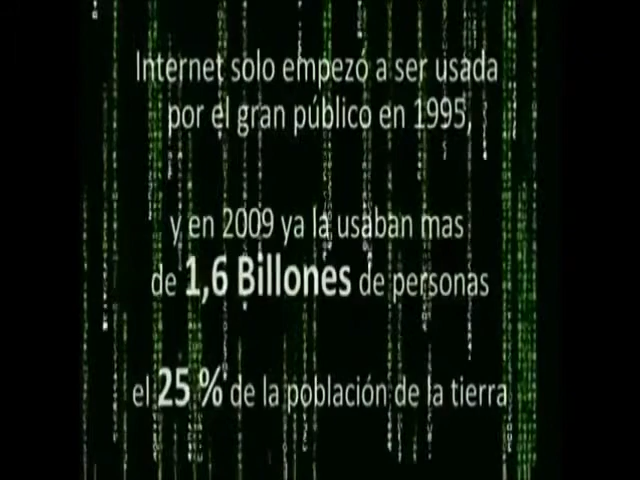 Internet solo empezó a ser usada
por el gran público en 1995,
y en 2009 ya la usaban mas
de 1,6 Billones de personas
el 25 % de la población de la tierra